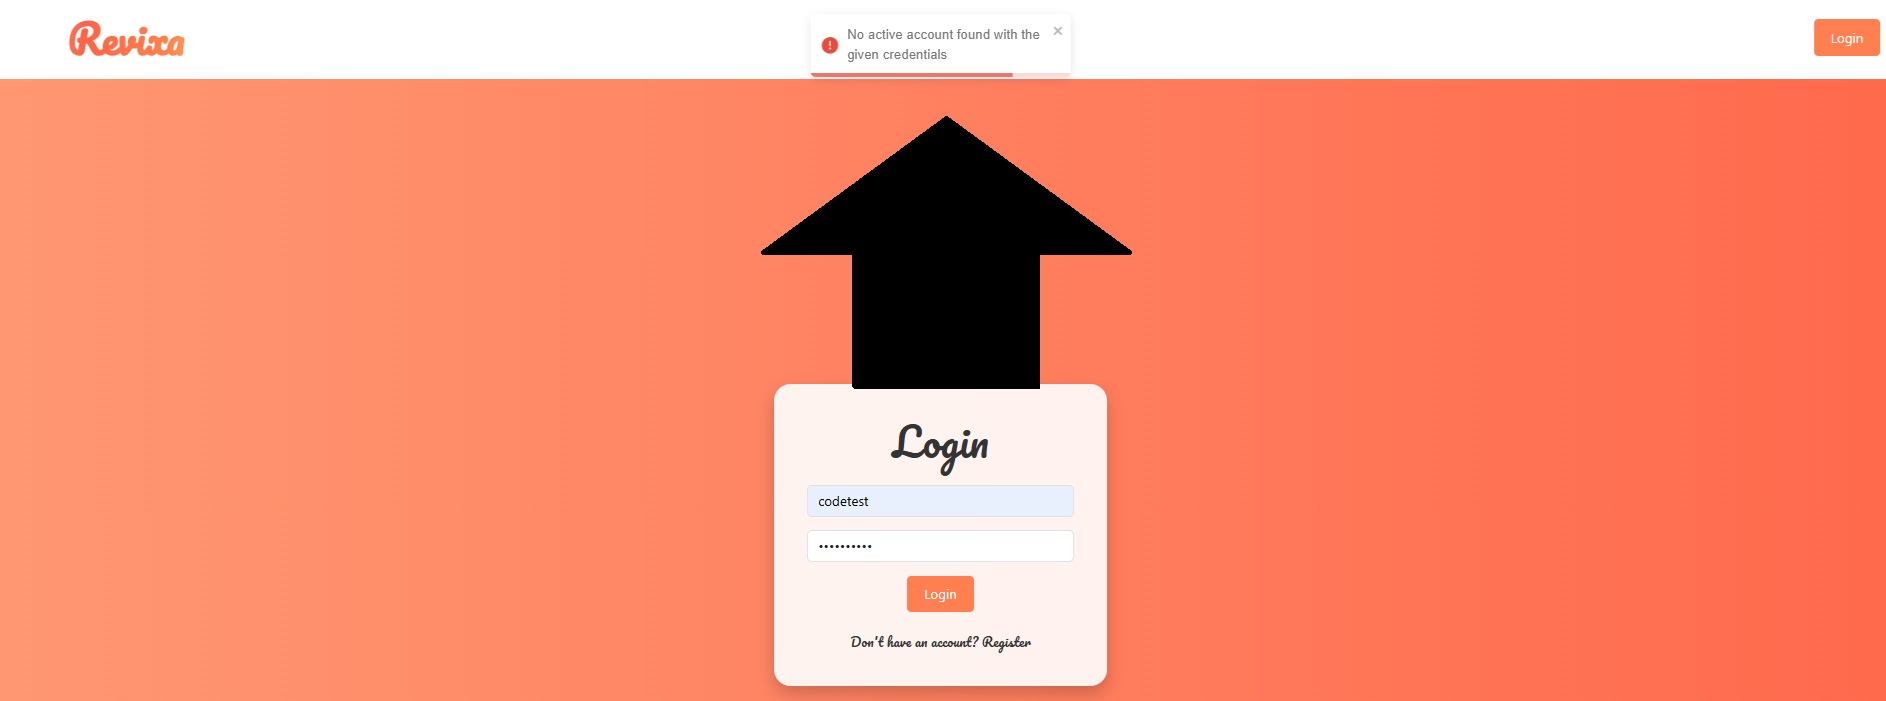 Revixa
No active account found with the
given credentials
Login
Login
codetest
••••••••••
Login
Don't have an account? Register